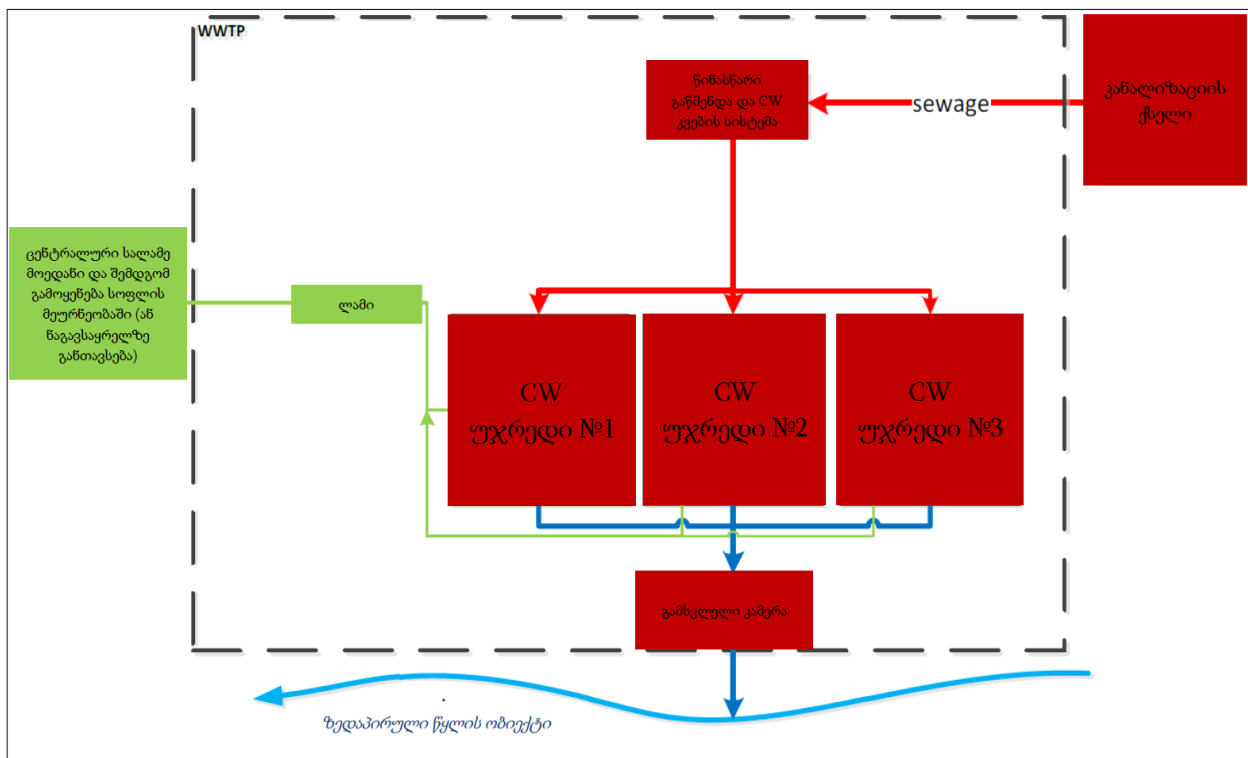 WWTP
წინასწარი
გაწმენდა და CW
კვების სისტემა
sewage
კანალიზაციის
ქსელი
ცენტრალური სალამე
მოედანი და შემდგომ
გამოყენება სოფლის
მეურნეობაში (ან
ნაგავსაყრელზე
განთავსება)
ლამი
CW
უჯრედი №1
CW
უჯრედი №2
CW
უჯრედი №3
გამსვლელი კამერა
ზედაპირული წყლის ობიექტი